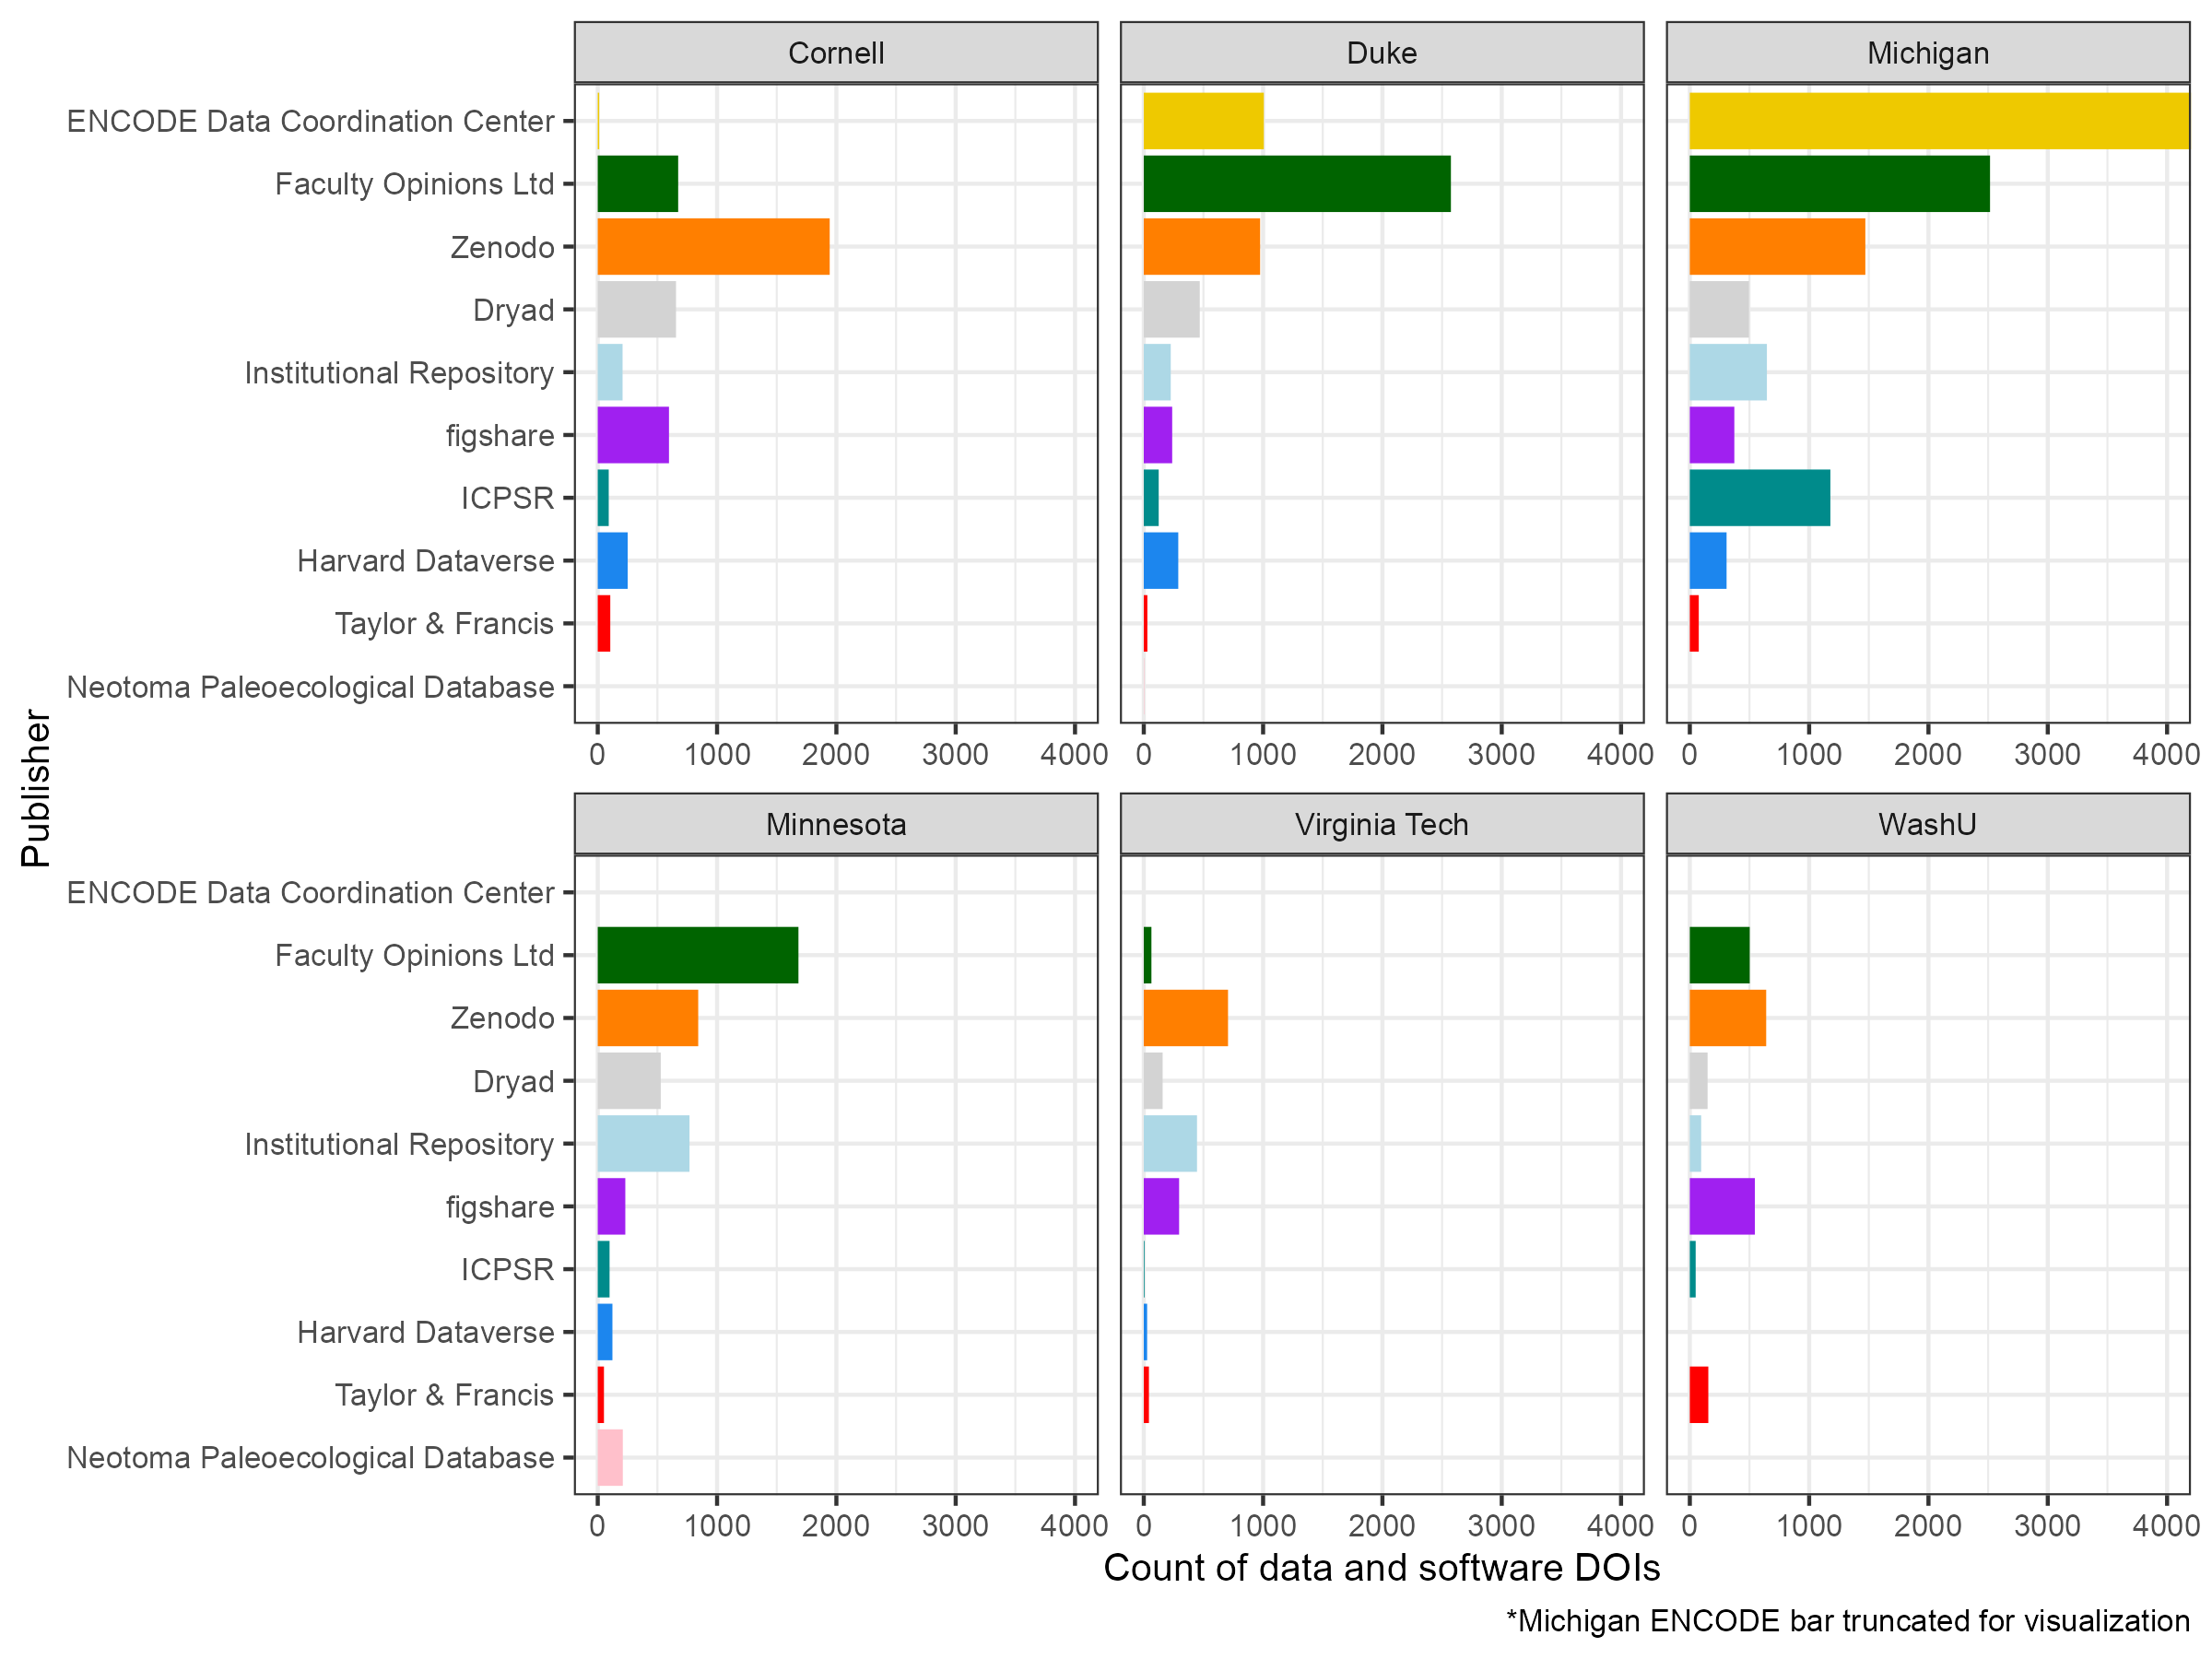 Cornell
Duke
Michigan
ENCODE Data Coordination Center
Faculty Opinions Ltd
Zenodo
Dryad
Institutional Repository
figshare
ICPSR
Harvard Dataverse
Taylor & Francis
Neotoma Paleoecological Database
0 1000 2000 3000 4000
0 1000 2000 3000 4000
0 1000 2000 3000 4000
Publisher
Minnesota
Virginia Tech
WashU
ENCODE Data Coordination Center
Faculty Opinions Ltd
Zenodo
Dryad
Institutional Repository
figshare
ICPSR
Harvard Dataverse
Taylor & Francis
Neotoma Paleoecological Database
0 1000 2000 3000 4000
0 1000 2000 3000 4000
0 1000 2000 3000 4000
Count of data and software DOIs
*Michigan ENCODE bar truncated for visualization